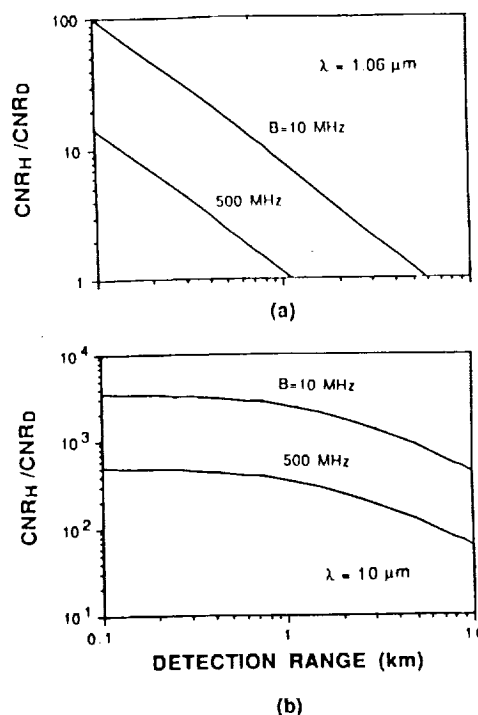 100
λ = 1.06 μm
B=10 MHz
CNRH /CNRD
10
500 MHz
1
(a)
10⁴
B=10 MHz
10³
CNRH/CNRD
500 MHz
10²
λ = 10 μm
10¹
0.1
1
10
DETECTION RANGE (km)
(b)